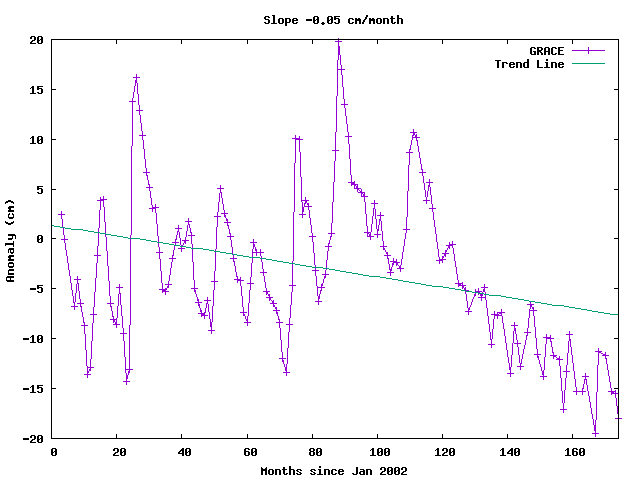 Slope -0.05 cm/month
GRACE
Trend Line
20
15
10
5
0
-5
-10
-15
-20
Anomaly (cm)
0 20 40 60 80 100 120 140 160
Months since Jan 2002